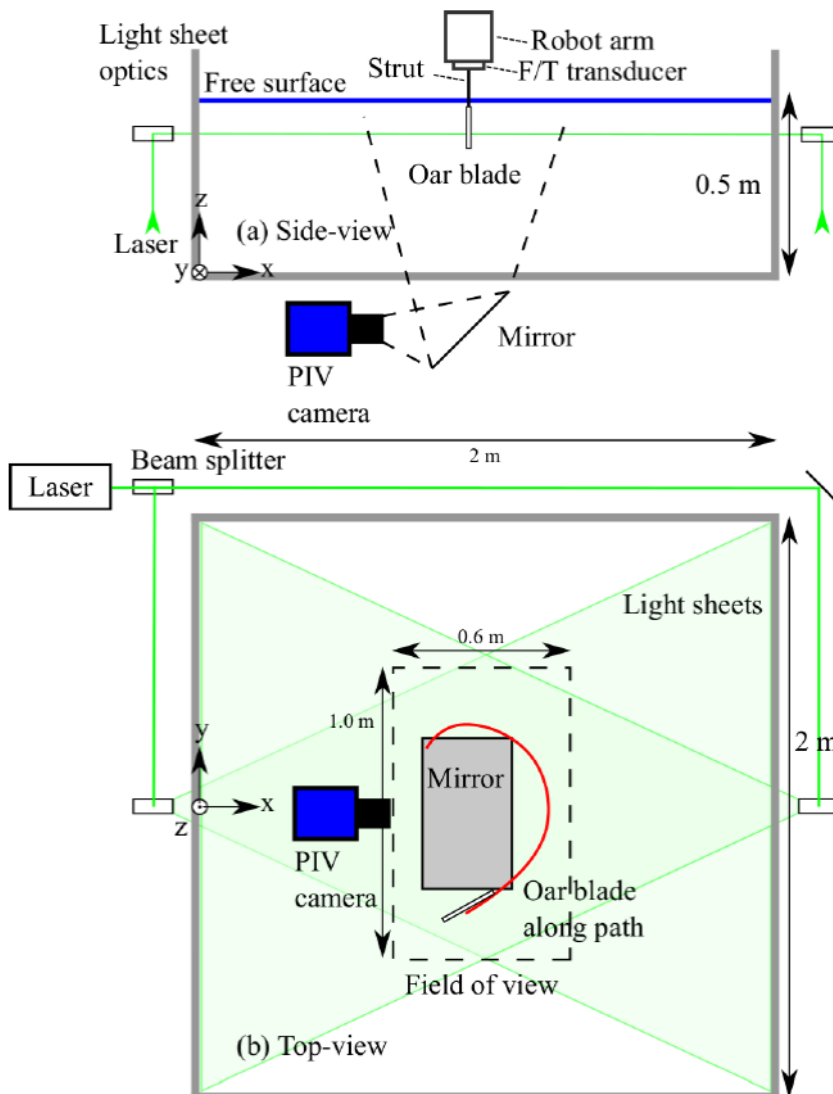 Light sheet
optics
Robot arm
F/T transducer
Strut
Free surface
Oar blade
0.5 m
z
(a) Side-view
Laser
y
x
Mirror
PIV
camera
2 m
Beam splitter
Laser
Light sheets
0.6 m
1.0 m
y
2 m
Mirror
x
z
PIV
camera
Oar blade
along path
Field of view
(b) Top-view